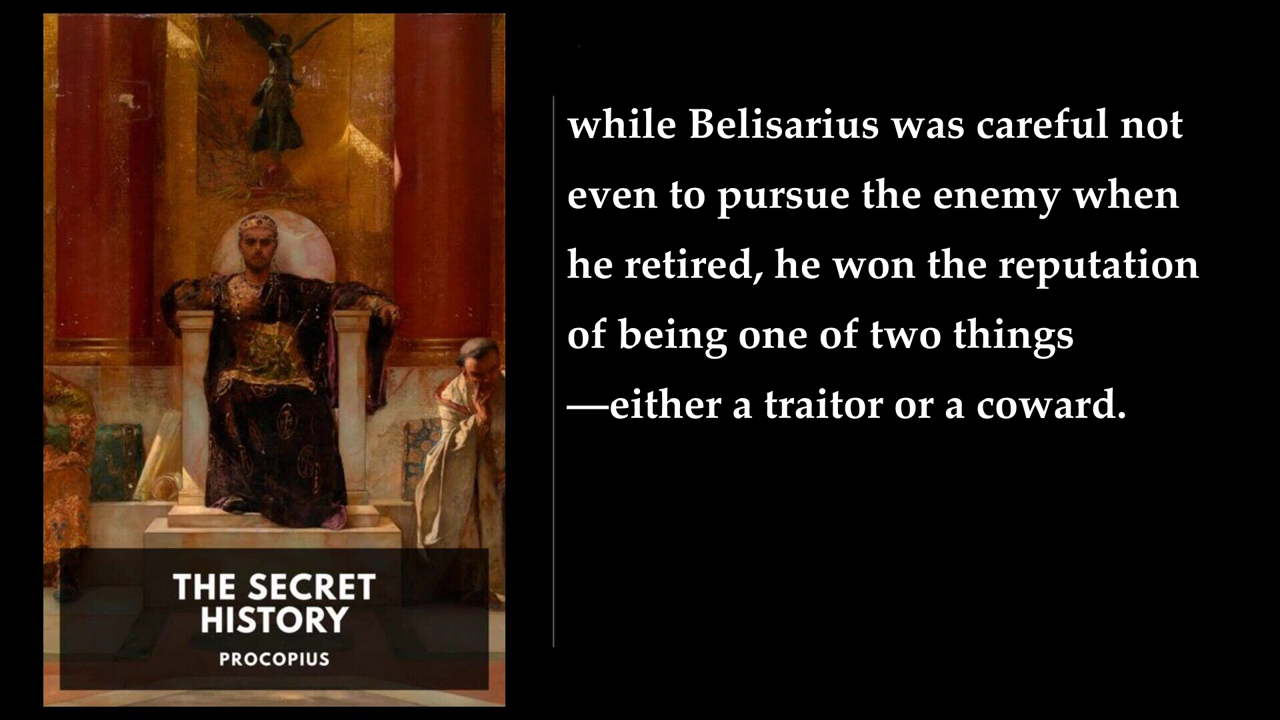 THE SECRET
HISTORY
PROCOPIUS
while Belisarius was careful not
even to pursue the enemy when
he retired, he won the reputation
of being one of two things
—either a traitor or a coward.